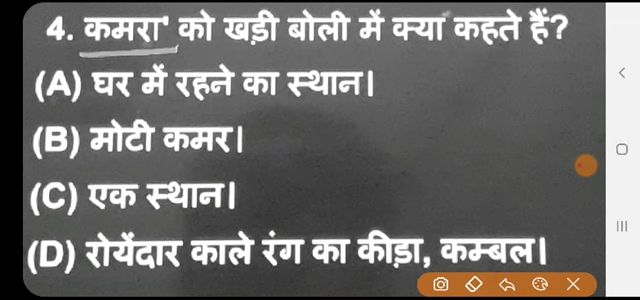 4. कमरा' को खड़ी बोली में क्या कहते हैं?
(A) घर में रहने का स्थान।
(B) मोटी कमर।
(C) एक स्थान।
(D) रोयेंदार काले रंग का कीड़ा, कम्बल।